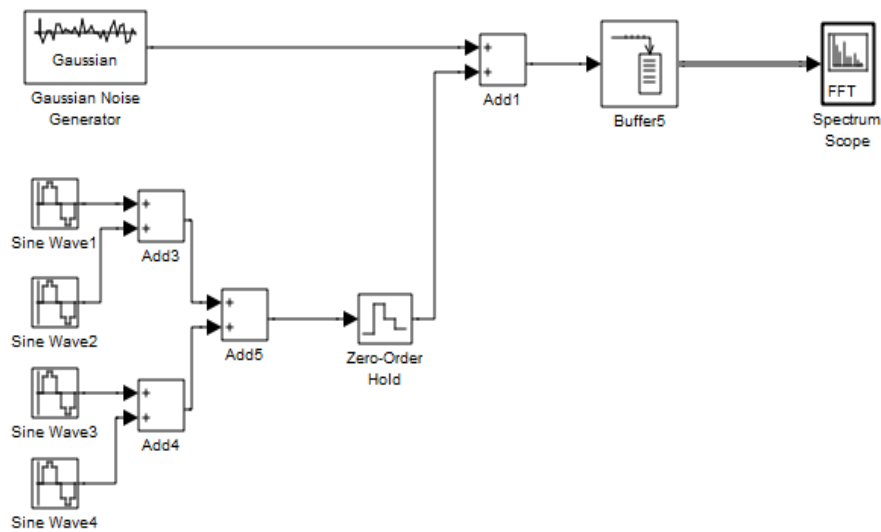 Gaussian
Gaussian Noise
Generator
+
+
Add1
Buffer5
FFT
Spectrum
Scope
Sine Wave1
+
+
Add3
Sine Wave2
+
+
Add5
Zero-Order
Hold
Sine Wave3
+
+
Add4
Sine Wave4